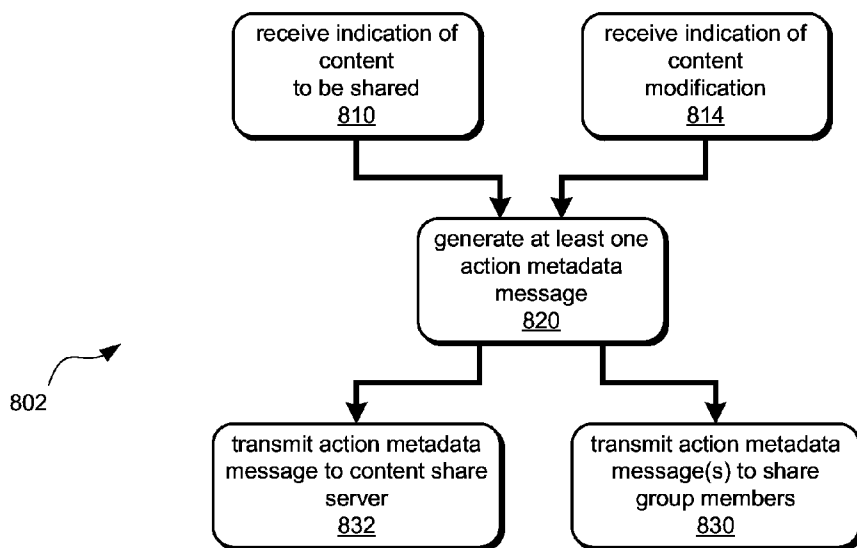 receive indication of
content
to be shared
810
receive indication of
content
modification
814
generate at least one
action metadata
message
820
802
transmit action metadata
message to content share
server
832
transmit action metadata
message(s) to share
group members
830